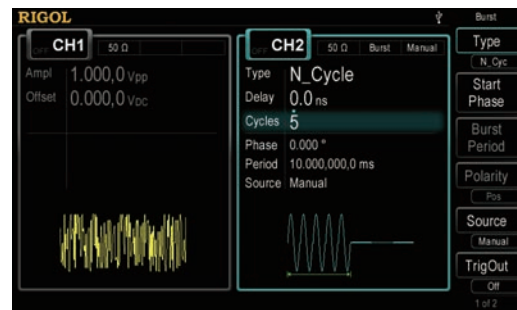 RIGOL
Burst
OFF CH1 50 Ω
Ampl 1.000,0 Vpp
Offset 0.000,0 VDC
OFF CH2 50 Ω Burst Manual
Type N_Cycle
Delay 0.0 ns
Cycles 5
Phase 0.000 °
Period 10.000,000,0 ms
Source Manual
Type
N_Cyc
Start
Phase
Burst
Period
Polarity
Pos
Source
Manual
TrigOut
Off
1 of 2